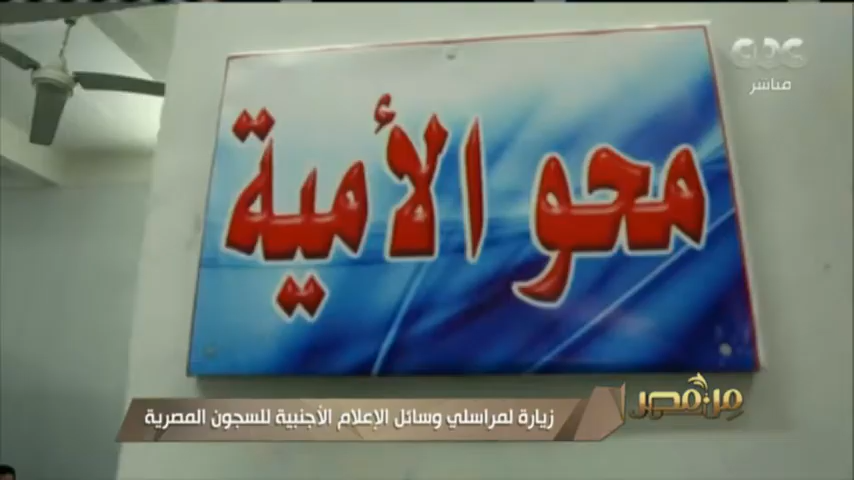 CBC
مباشر
محو الأمية
زيارة لمراسلي وسائل الإعلام الأجنبية للسجون المصرية
من مصر